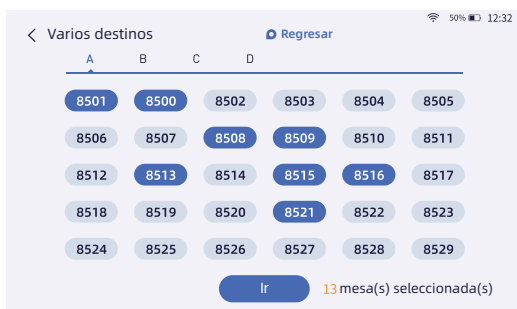 50% 12:32
Varios destinos Regresar
A B C D
8501 8500 8502 8503 8504 8505
8506 8507 8508 8509 8510 8511
8512 8513 8514 8515 8516 8517
8518 8519 8520 8521 8522 8523
8524 8525 8526 8527 8528 8529
Ir 13 mesa(s) seleccionada(s)